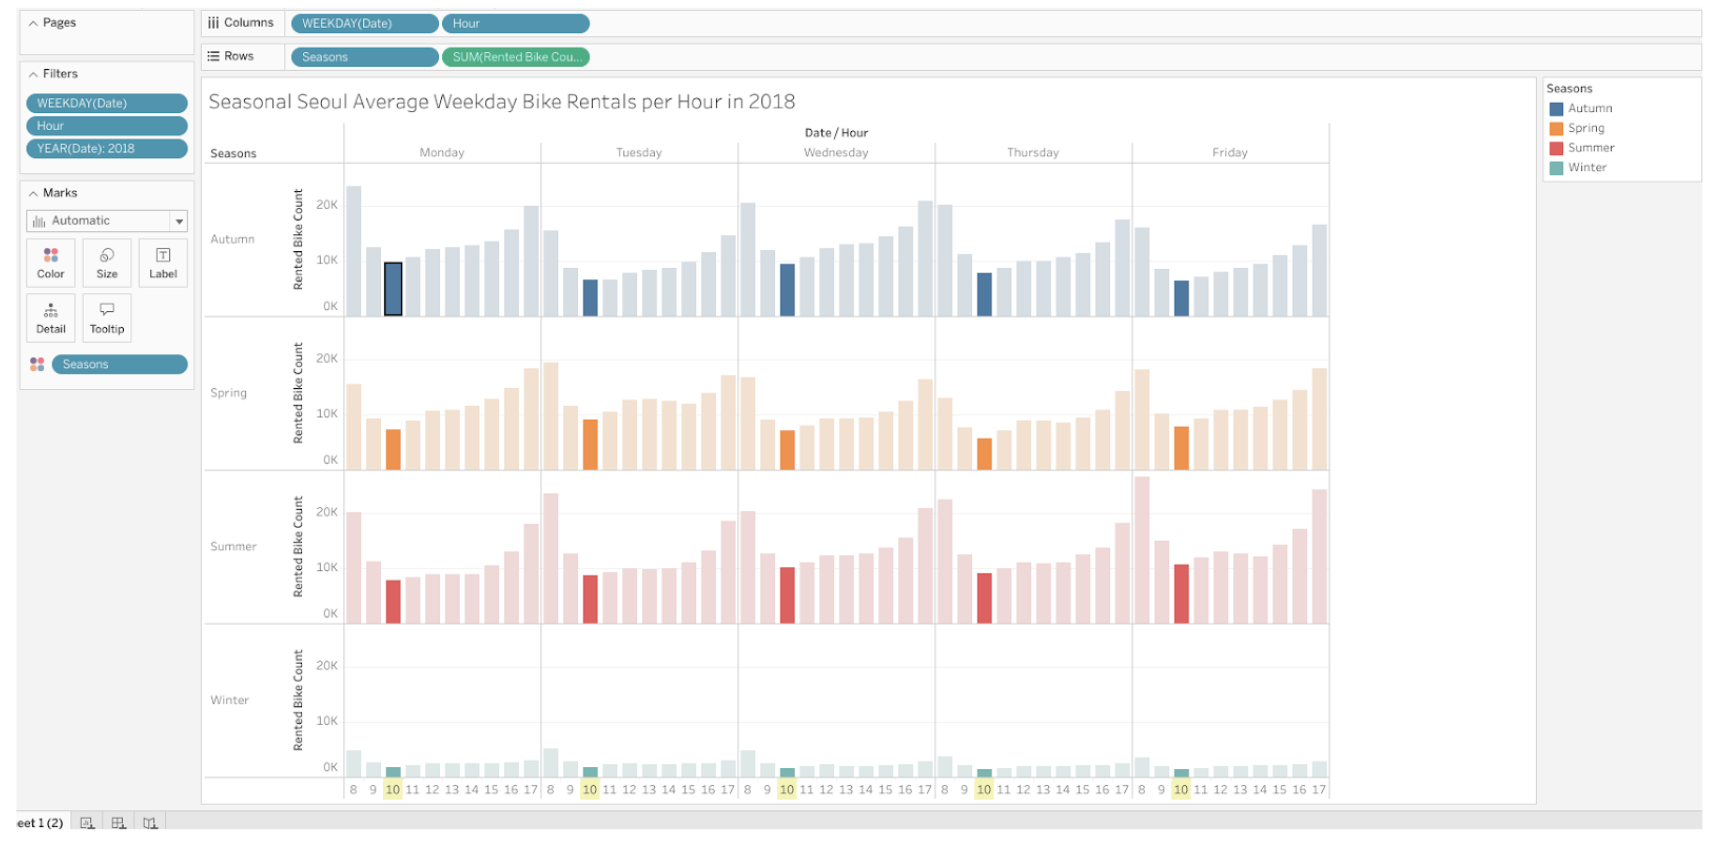 Pages
Columns WEEKDAY(Date) Hour
Rows Seasons SUM(Rented Bike Cou...
Filters
WEEKDAY(Date)
Hour
YEAR(Date): 2018
Marks
Automatic
Color Size Label
Detail Tooltip
Seasons
Seasonal Seoul Average Weekday Bike Rentals per Hour in 2018
Date / Hour
Seasons Monday Tuesday Wednesday Thursday Friday
Autumn
Rented Bike Count
20K
10K
0K
Spring
Rented Bike Count
20K
10K
0K
Summer
Rented Bike Count
20K
10K
0K
Winter
Rented Bike Count
20K
10K
0K
8 9 10 11 12 13 14 15 16 17 8 9 10 11 12 13 14 15 16 17 8 9 10 11 12 13 14 15 16 17 8 9 10 11 12 13 14 15 16 17 8 9 10 11 12 13 14 15 16 17
Seasons
Autumn
Spring
Summer
Winter
eet 1 (2)